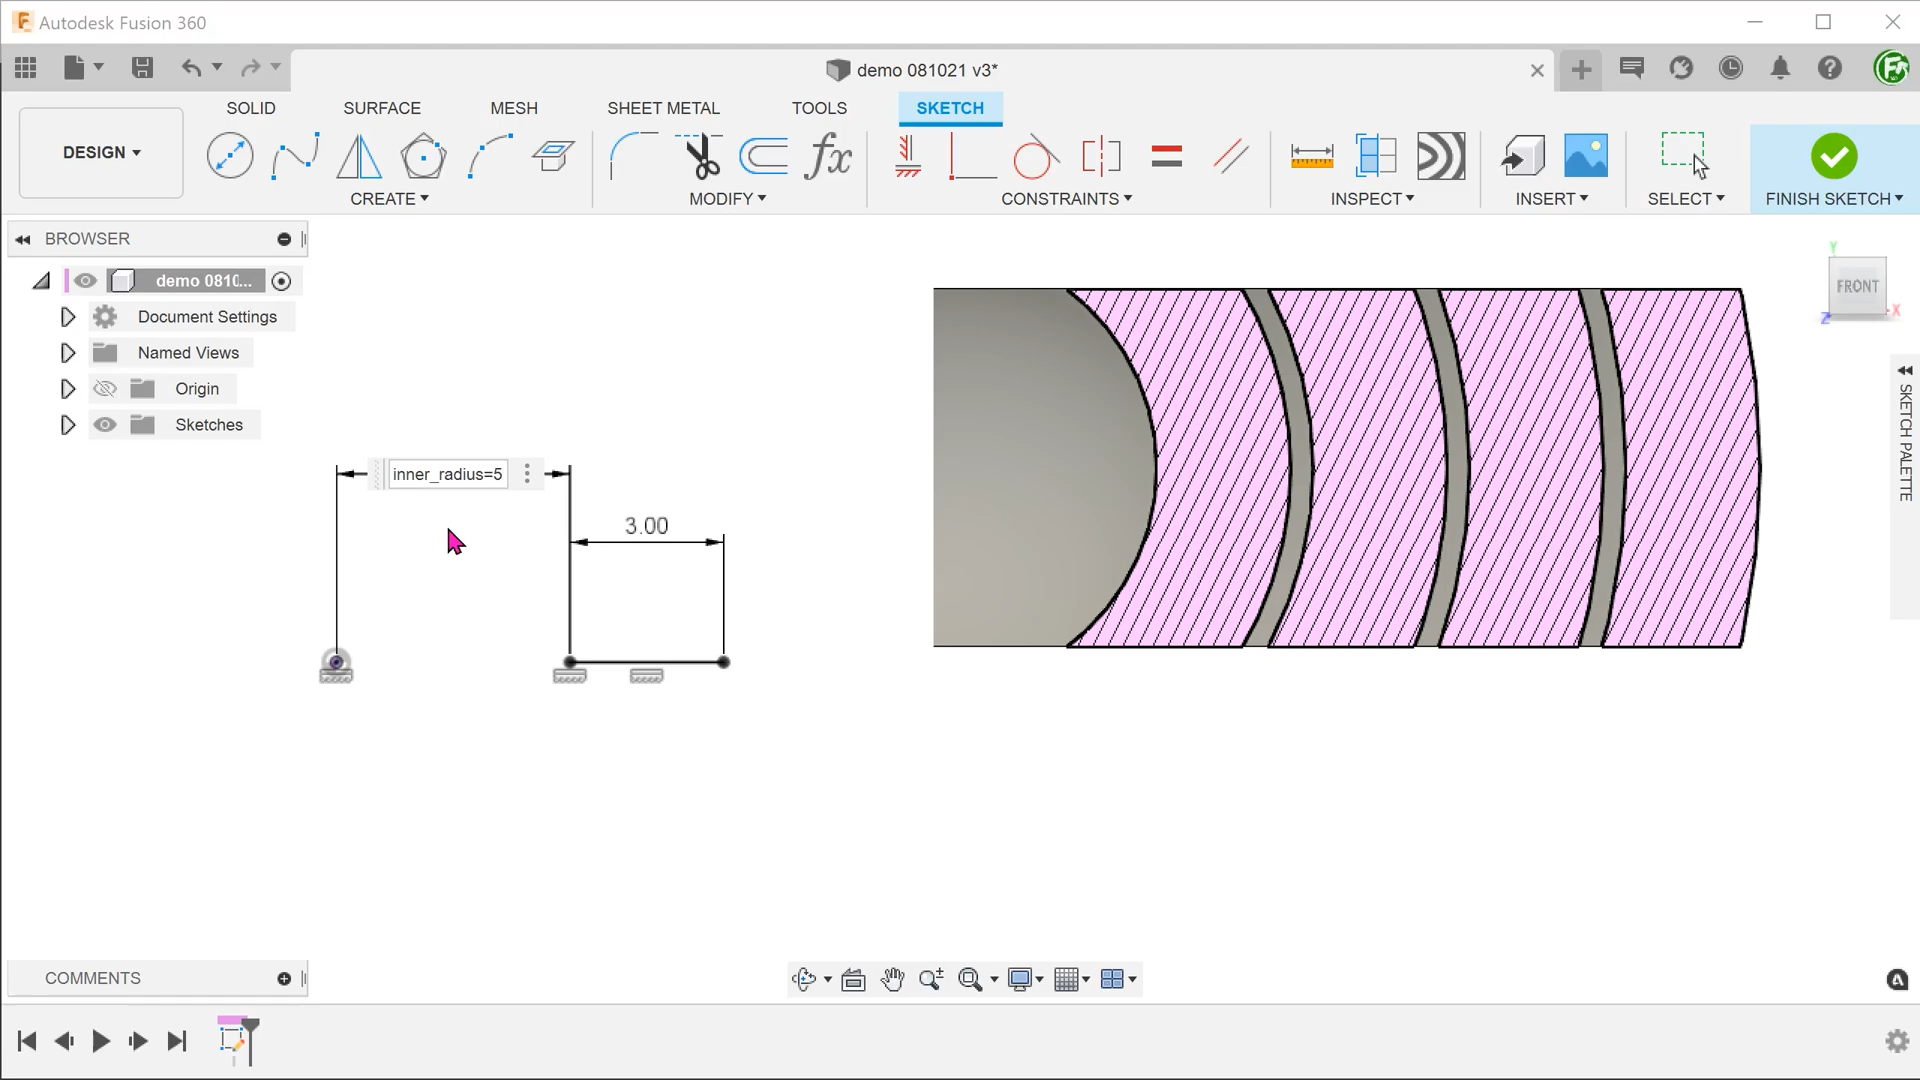 Autodesk Fusion 360
demo 081021 v3*
DESIGN
SOLID
SURFACE
MESH
SHEET METAL
TOOLS
SKETCH
CREATE
MODIFY
CONSTRAINTS
INSPECT
INSERT
SELECT
FINISH SKETCH
fx
BROWSER
demo 0810...
Document Settings
Named Views
Origin
Sketches
inner_radius=5
3.00
Y
FRONT
X
Z
SKETCH PALETTE
COMMENTS